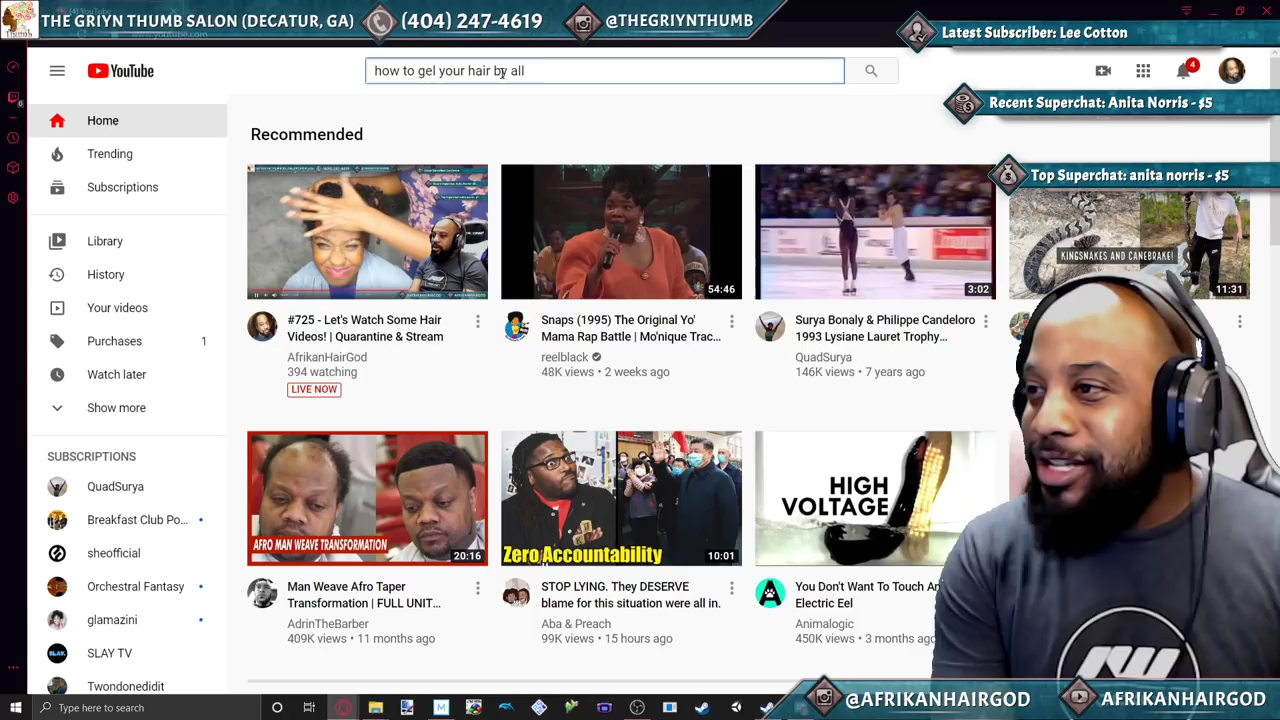 THE GRIYN THUMB SALON (DECATUR, GA)
(404) 247-4619
@THEGRIYNTHUMB
Latest Subscriber: Lee Cotton
Recent Superchat: Anita Norris - $5
Top Superchat: anita norris - $5
Thumb
YouTube
how to gel your hair by all
4
0
Home
Trending
Subscriptions
Library
History
Your videos
Purchases 1
Watch later
Show more
SUBSCRIPTIONS
QuadSurya
Breakfast Club Po...
sheofficial
Orchestral Fantasy
glamazini
SLAY TV
Twondonedidit
Recommended
#725 - Let's Watch Some Hair
Videos! | Quarantine & Stream
AfrikanHairGod
394 watching
LIVE NOW
54:46
Snaps (1995) The Original Yo'
Mama Rap Battle | Mo'nique Trac...
reelblack
48K views • 2 weeks ago
3:02
Surya Bonaly & Philippe Candeloro
1993 Lysiane Lauret Trophy...
QuadSurya
146K views • 7 years ago
KINGSNAKES AND CANEBRAKE!
11:31
AFRO MAN WEAVE TRANSFORMATION
20:16
Man Weave Afro Taper
Transformation | FULL UNIT...
AdrinTheBarber
409K views • 11 months ago
Zero Accountability
10:01
STOP LYING. They DESERVE
blame for this situation were all in.
Aba & Preach
99K views • 15 hours ago
HIGH
VOLTAGE
You Don't Want To Touch An
Electric Eel
Animalogic
450K views • 3 months ago
Type here to search
@AFRIKANHAIRGOD
AFRIKANHAIRGOD